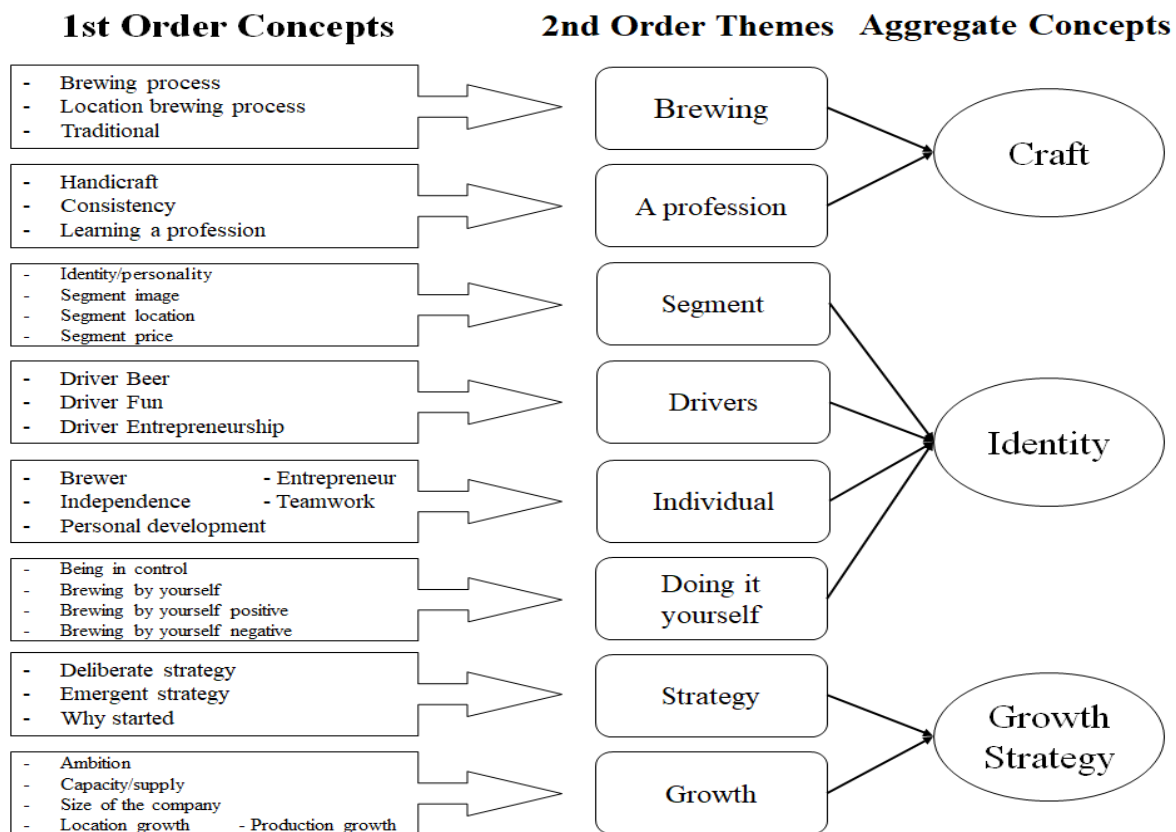 1st Order Concepts
2nd Order Themes
Aggregate Concepts
- Brewing process
- Location brewing process
- Traditional
Brewing
Craft
- Handicraft
- Consistency
- Learning a profession
A profession
- Identity/personality
- Segment image
- Segment location
- Segment price
Segment
- Driver Beer
- Driver Fun
- Driver Entrepreneurship
Drivers
Identity
- Brewer - Entrepreneur
- Independence - Teamwork
- Personal development
Individual
- Being in control
- Brewing by yourself
- Brewing by yourself positive
- Brewing by yourself negative
Doing it
yourself
- Deliberate strategy
- Emergent strategy
- Why started
Strategy
Growth
Strategy
- Ambition
- Capacity/supply
- Size of the company
- Location growth - Production growth
Growth